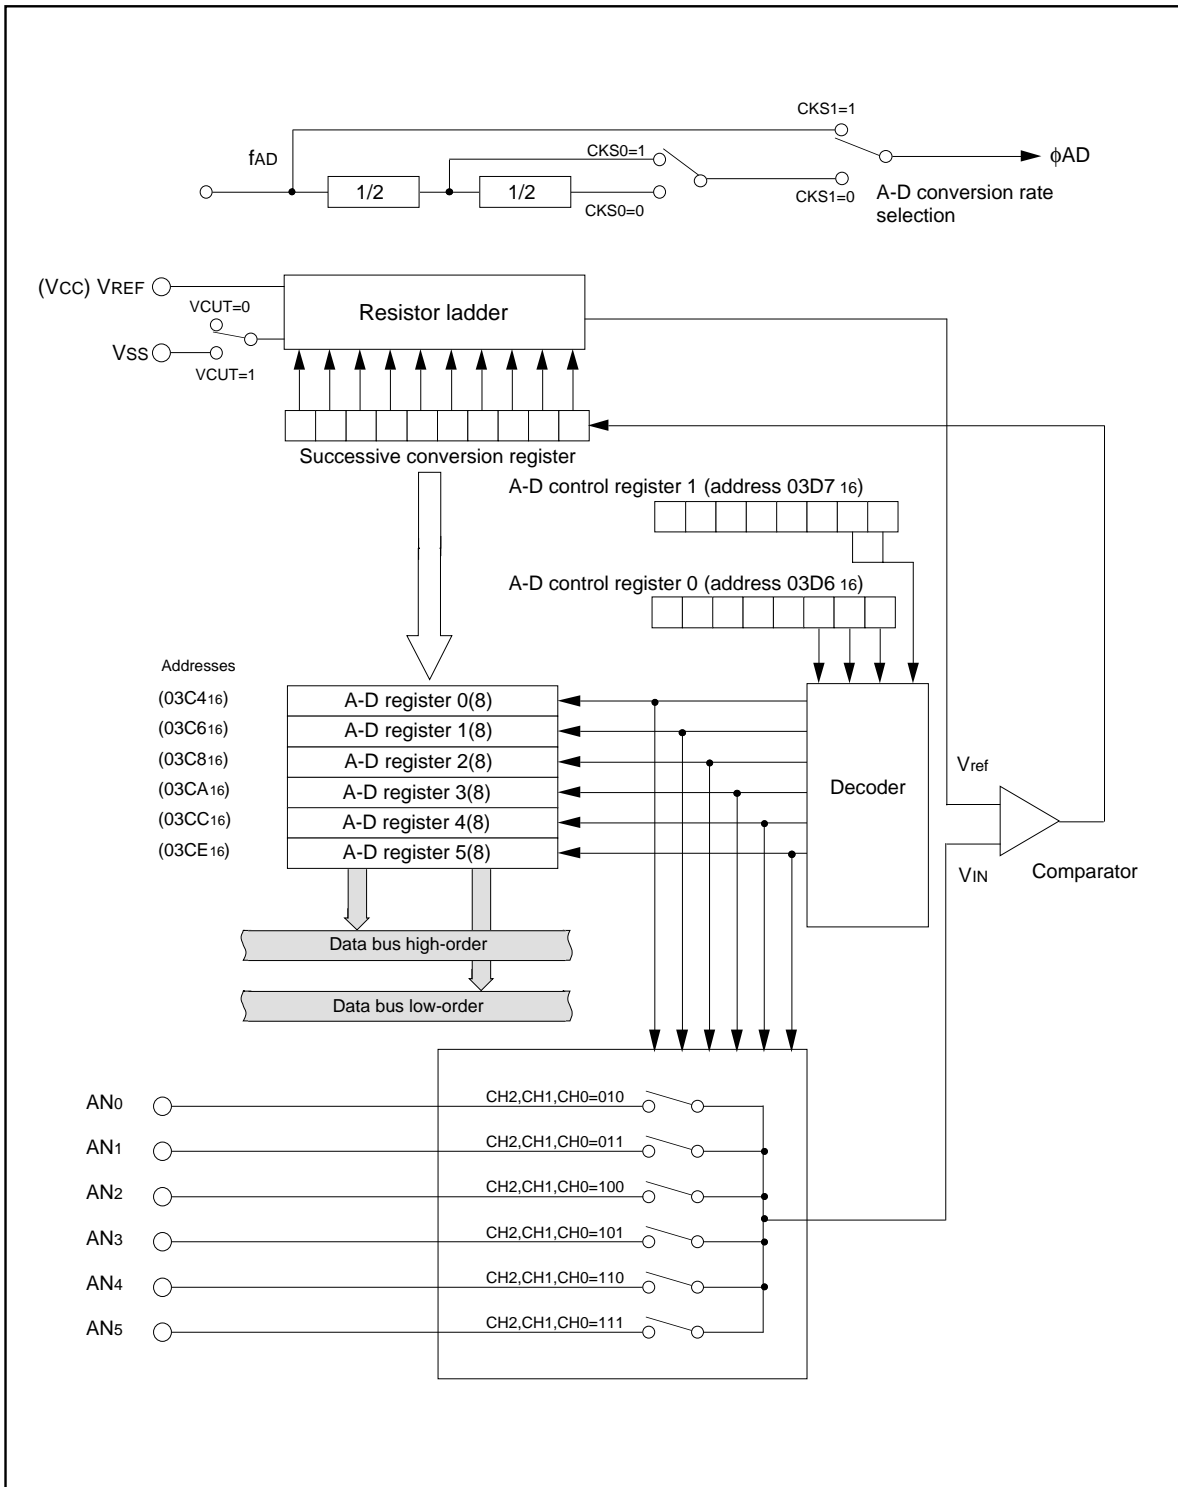 CKS1=1
fAD
CKS0=1
ϕAD
1/2
1/2
CKS0=0
CKS1=0
A-D conversion rate
selection
(VCC) VREF
VCUT=0
Resistor ladder
VSS
VCUT=1
Successive conversion register
A-D control register 1 (address 03D7 16)
A-D control register 0 (address 03D6 16)
Addresses
(03C416)
A-D register 0(8)
(03C616)
A-D register 1(8)
(03C816)
A-D register 2(8)
(03CA16)
A-D register 3(8)
(03CC16)
A-D register 4(8)
(03CE16)
A-D register 5(8)
Decoder
Vref
VIN
Comparator
Data bus high-order
Data bus low-order
AN0
CH2,CH1,CH0=010
AN1
CH2,CH1,CH0=011
AN2
CH2,CH1,CH0=100
AN3
CH2,CH1,CH0=101
AN4
CH2,CH1,CH0=110
AN5
CH2,CH1,CH0=111